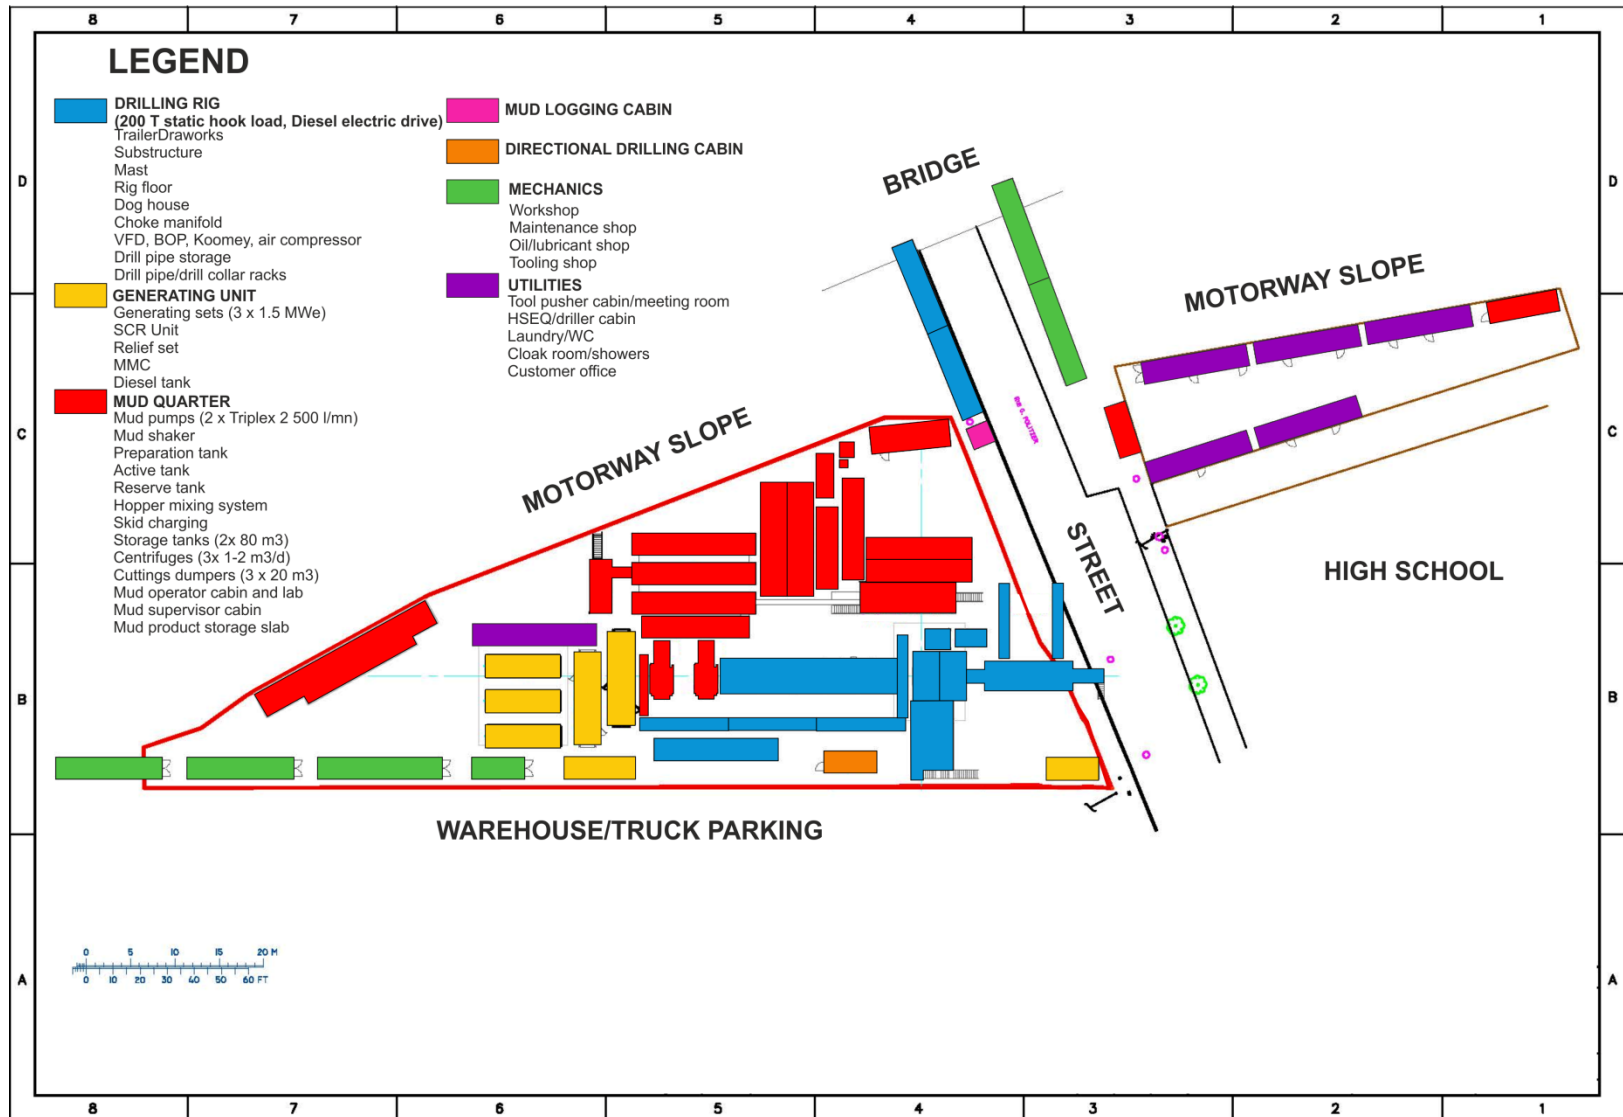 8 7 6 5 4 3 2 1
LEGEND
DRILLING RIG
(200 T static hook load, Diesel electric drive)
TrailerDraworks
Substructure
Mast
Rig floor
Dog house
Choke manifold
VFD, BOP, Koomey, air compressor
Drill pipe storage
Drill pipe/drill collar racks
GENERATING UNIT
Generating sets (3 x 1.5 MWe)
SCR Unit
Relief set
MMC
Diesel tank
MUD QUARTER
Mud pumps (2 x Triplex 2 500 l/mn)
Mud shaker
Preparation tank
Active tank
Reserve tank
Hopper mixing system
Skid charging
Storage tanks (2x 80 m3)
Centrifuges (3x 1-2 m3/d)
Cuttings dumpers (3 x 20 m3)
Mud operator cabin and lab
Mud supervisor cabin
Mud product storage slab
MUD LOGGING CABIN
DIRECTIONAL DRILLING CABIN
MECHANICS
Workshop
Maintenance shop
Oil/lubricant shop
Tooling shop
UTILITIES
Tool pusher cabin/meeting room
HSEQ/driller cabin
Laundry/WC
Cloak room/showers
Customer office
D
D
C
C
B
B
A
A
BRIDGE
MOTORWAY SLOPE
MOTORWAY SLOPE
STREET
HIGH SCHOOL
WAREHOUSE/TRUCK PARKING
0 5 10 15 20 M
0 10 20 30 40 50 60 FT
8 7 6 5 4 3 2 1